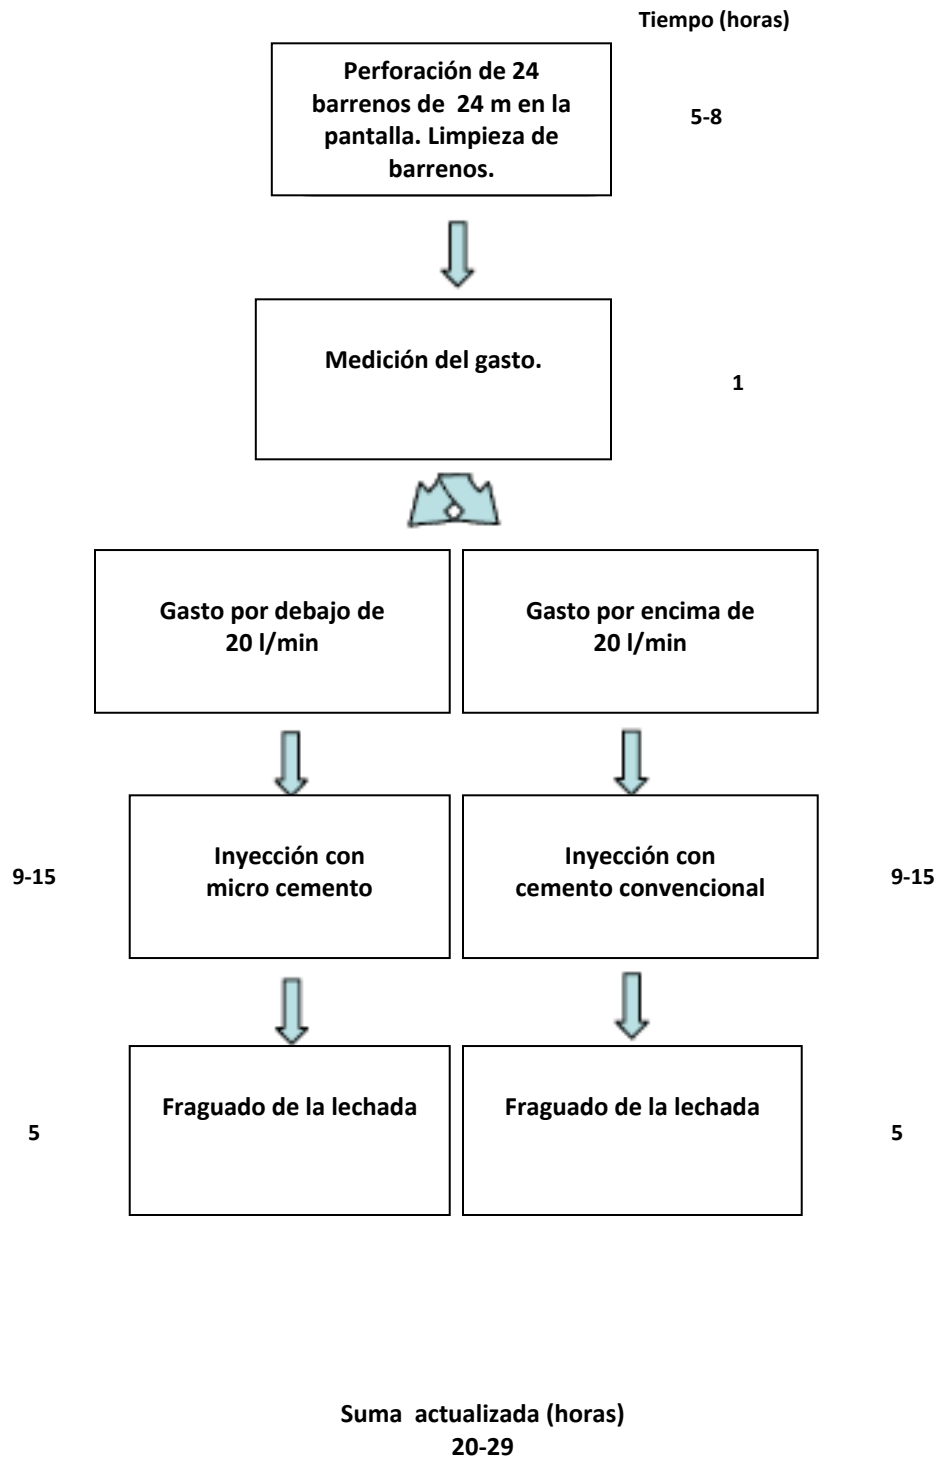 Tiempo (horas)
Perforación de 24
barrenos de 24 m en la
pantalla. Limpieza de
barrenos.
5-8
Medición del gasto.
1
Gasto por debajo de
20 l/min
Gasto por encima de
20 l/min
9-15
Inyección con
micro cemento
Inyección con
cemento convencional
9-15
5
Fraguado de la lechada
Fraguado de la lechada
5
Suma actualizada (horas)
20-29